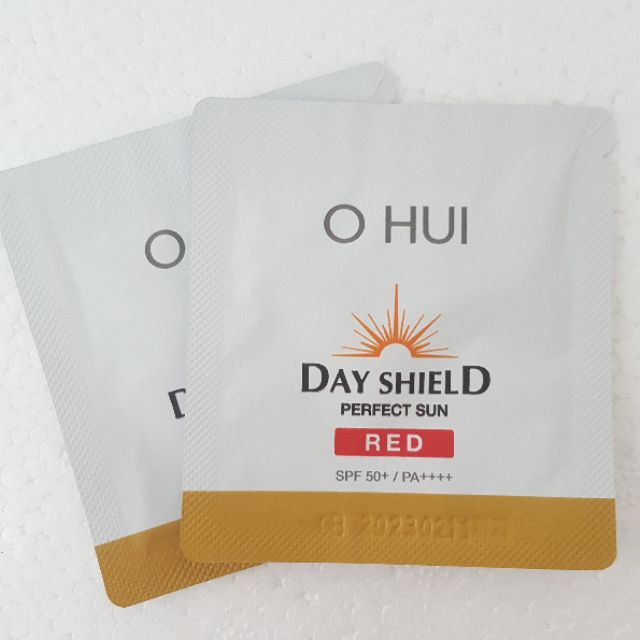 O HUI
DAY SHIELD
PERFECT SUN
RED
SPF 50+ / PA++++
O
D